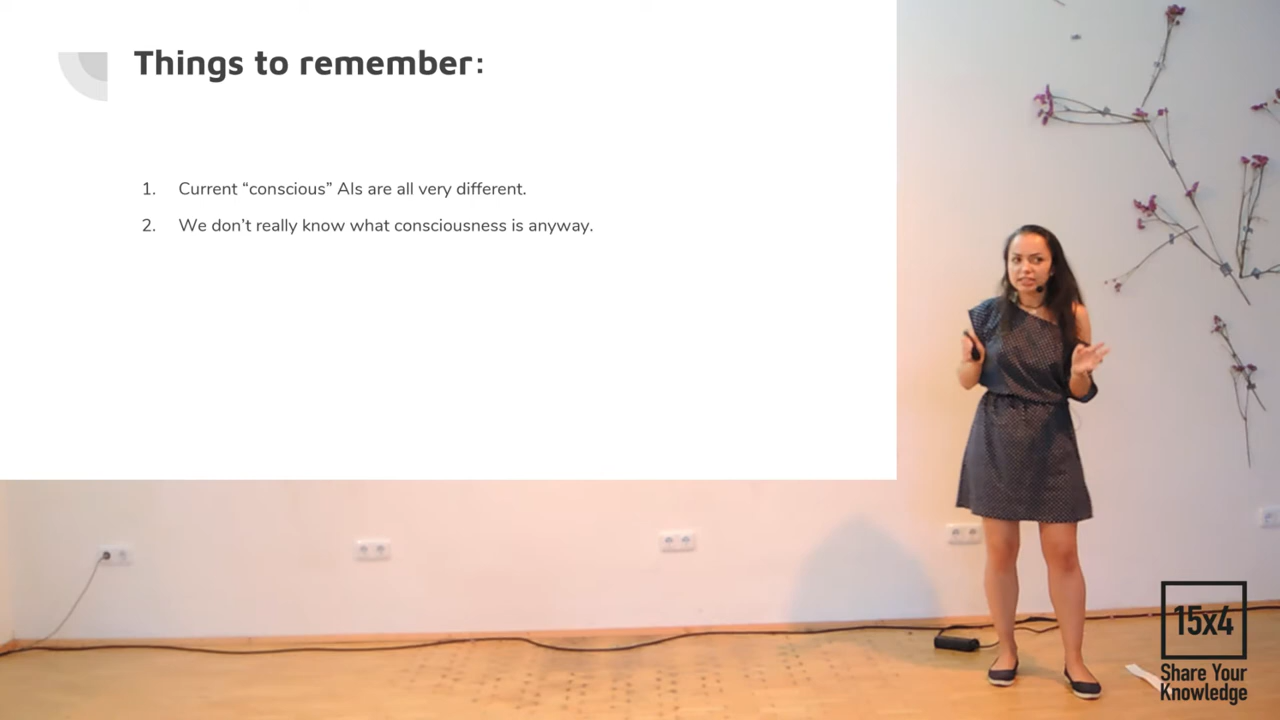 Things to remember:
1. Current “conscious” AIs are all very different.
2. We don’t really know what consciousness is anyway.
15x4
Share Your
Knowledge